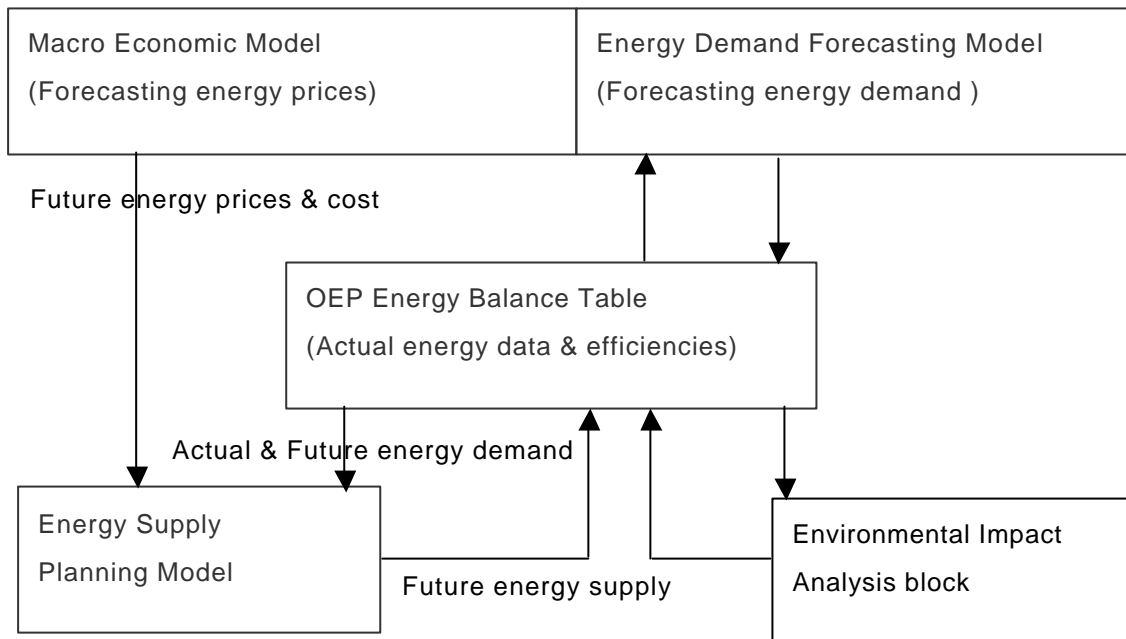 Macro Economic Model
(Forecasting energy prices)
Energy Demand Forecasting Model
(Forecasting energy demand )
Future energy prices & cost
OEP Energy Balance Table
(Actual energy data & efficiencies)
Actual & Future energy demand
Energy Supply
Planning Model
Future energy supply
Environmental Impact
Analysis block